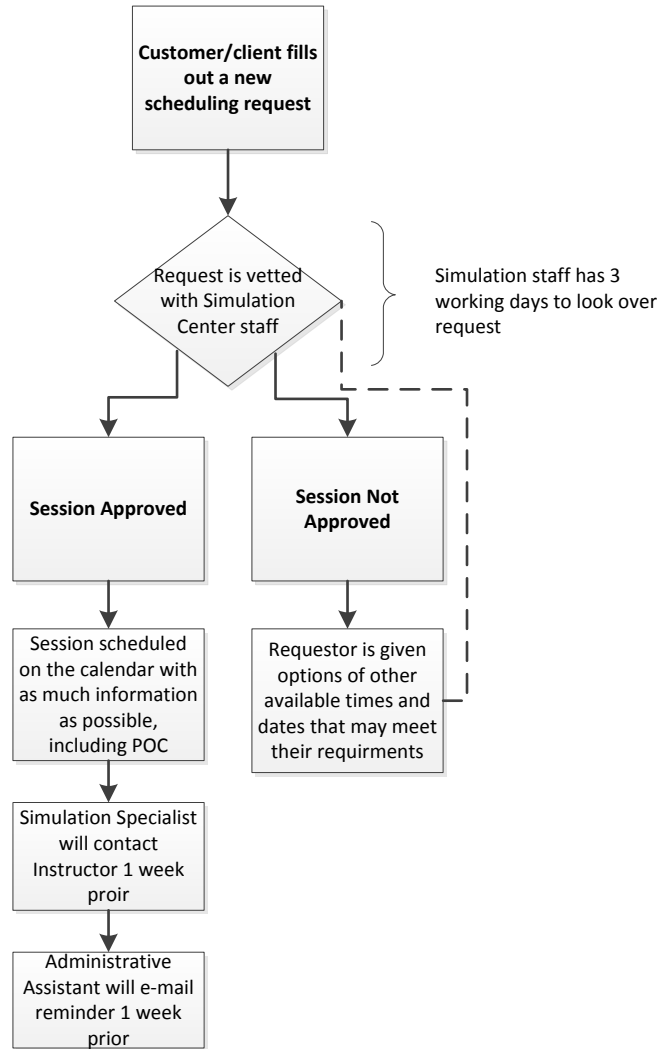 Customer/client fills
out a new
scheduling request
Request is vetted
with Simulation
Center staff
Simulation staff has 3
working days to look over
request
Session Approved
Session Not
Approved
Session scheduled
on the calendar with
as much information
as possible,
including POC
Requestor is given
options of other
available times and
dates that may meet
their requirments
Simulation Specialist
will contact
Instructor 1 week
proir
Administrative
Assistant will e-mail
reminder 1 week
prior